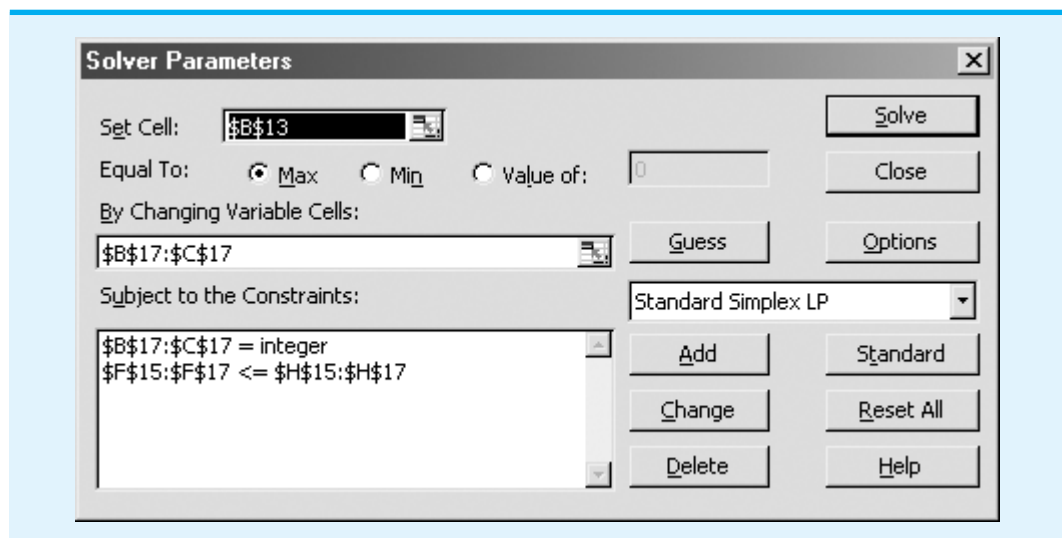 Solver Parameters
Set Cell: $B$13 Solve
Equal To: Max Min Value of: 0 Close
By Changing Variable Cells:
$B$17:$C$17 Guess Options
Subject to the Constraints: Standard Simplex LP
$B$17:$C$17 = integer Add Standard
$F$15:$F$17 <= $H$15:$H$17
Change Reset All
Delete Help